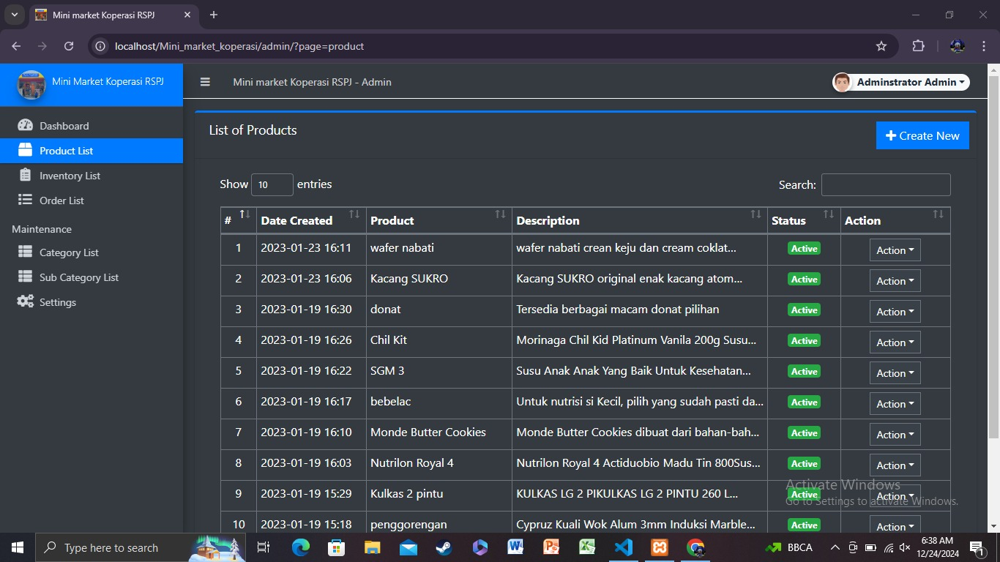 Mini market Koperasi RSPJ
localhost/Mini_market_koperasi/admin/?page=product
Mini Market Koperasi RSPJ
Mini market Koperasi RSPJ - Admin
Adminstrator Admin
Dashboard
Product List
Inventory List
Order List
Maintenance
Category List
Sub Category List
Settings
List of Products
Create New
Show 10 entries
Search:
# Date Created Product Description Status Action
1 2023-01-23 16:11 wafer nabati wafer nabati crean keju dan cream coklat... Active Action
2 2023-01-23 16:06 Kacang SUKRO Kacang SUKRO original enak kacang atom... Active Action
3 2023-01-19 16:30 donat Tersedia berbagai macam donat pilihan Active Action
4 2023-01-19 16:26 Chil Kit Morinaga Chil Kid Platinum Vanila 200g Susu... Active Action
5 2023-01-19 16:22 SGM 3 Susu Anak Anak Yang Baik Untuk Kesehatan... Active Action
6 2023-01-19 16:17 bebelac Untuk nutrisi si Kecil, pilih yang sudah pasti da... Active Action
7 2023-01-19 16:10 Monde Butter Cookies Monde Butter Cookies dibuat dari bahan-bah... Active Action
8 2023-01-19 16:03 Nutrilon Royal 4 Nutrilon Royal 4 Actiduobio Madu Tin 800Sus... Active Action
9 2023-01-19 15:29 Kulkas 2 pintu KULKAS LG 2 PIKULKAS LG 2 PINTU 260 L... Active Action
10 2023-01-19 15:18 penggorengan Cypruz Kuali Wok Alum 3mm Induksi Marble... Active Action
Activate Windows
Go to Settings to activate Windows.
Type here to search
BBCA
6:38 AM
12/24/2024
1